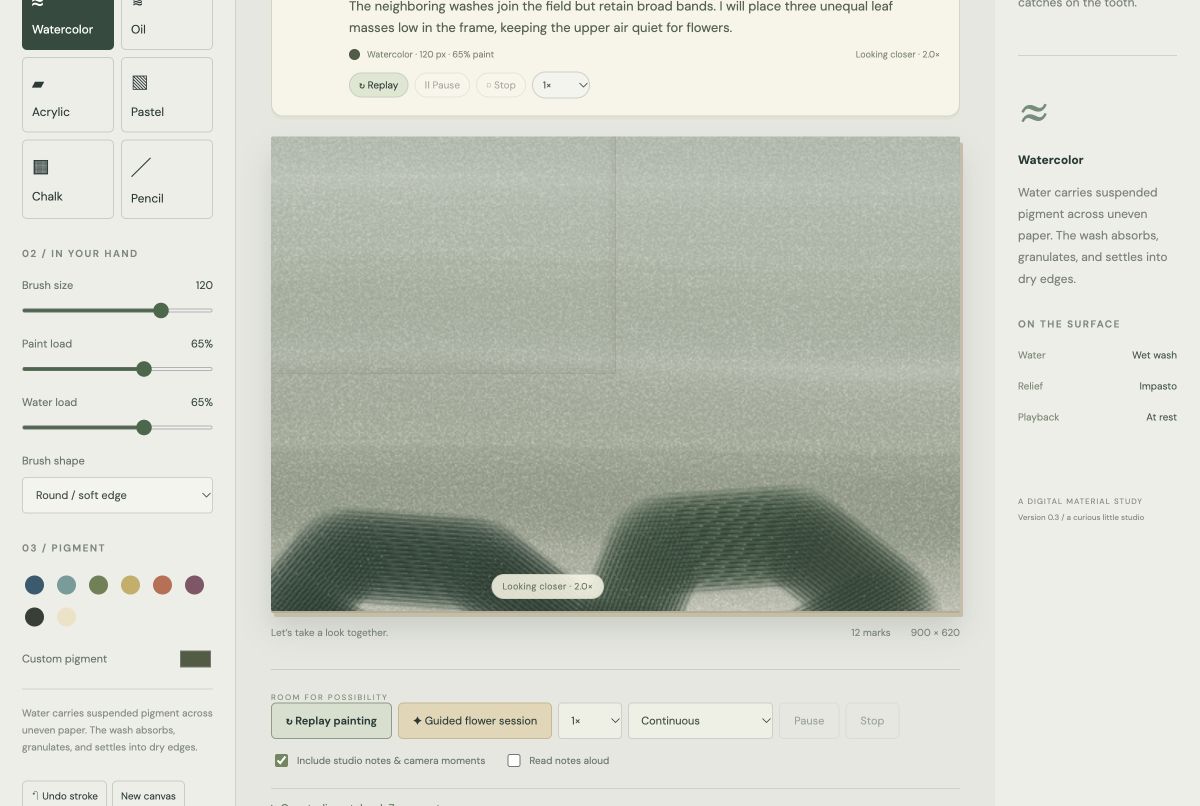 Watercolor
Oil
Acrylic
Pastel
Chalk
Pencil
02 / IN YOUR HAND
Brush size 120
Paint load 65%
Water load 65%
Brush shape
Round / soft edge
03 / PIGMENT
Custom pigment
Water carries suspended pigment across
uneven paper. The wash absorbs,
granulates, and settles into dry edges.
Undo stroke
New canvas
The neighboring washes join the field but retain broad bands. I will place three unequal leaf
masses low in the frame, keeping the upper air quiet for flowers.
Watercolor · 120 px · 65% paint
Looking closer · 2.0×
↻ Replay
II Pause
▫ Stop
1×
Looking closer · 2.0×
Let's take a look together.
12 marks
900 × 620
ROOM FOR POSSIBILITY
↻ Replay painting
✦ Guided flower session
1×
Continuous
Pause
Stop
Include studio notes & camera moments
Read notes aloud
catches on the tooth.
Watercolor
Water carries suspended
pigment across uneven
paper. The wash absorbs,
granulates, and settles into
dry edges.
ON THE SURFACE
Water Wet wash
Relief Impasto
Playback At rest
A DIGITAL MATERIAL STUDY
Version 0.3 / a curious little studio